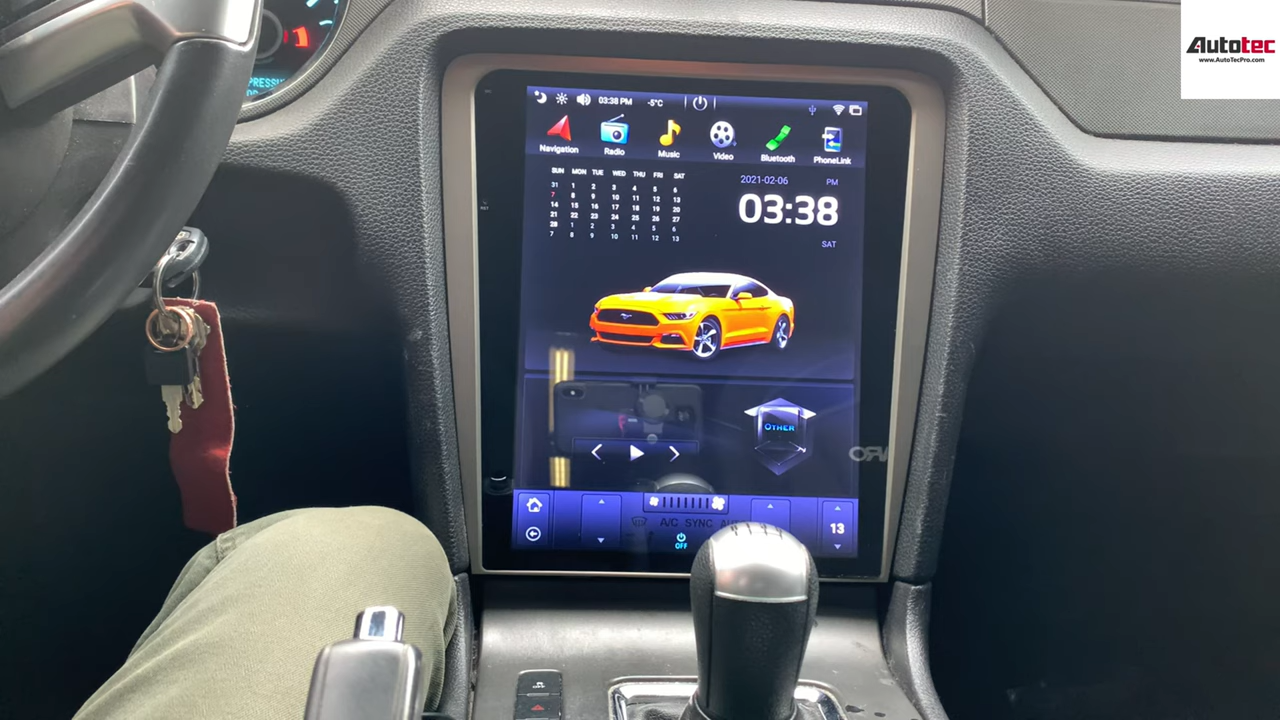 Autotec
www.AutoTecPro.com
PRESSU
03:38 PM -5°C
Navigation Radio Music Video Bluetooth PhoneLink
SUN MON TUE WED THU FRI SAT
31 1 2 3 4 5 6
7 8 9 10 11 12 13
14 15 16 17 18 19 20
21 22 23 24 25 26 27
28 1 2 3 4 5 6
7 8 9 10 11 12 13
2021-02-06 PM
03:38
SAT
OTHER
A/C SYNC
OFF
13
OFF